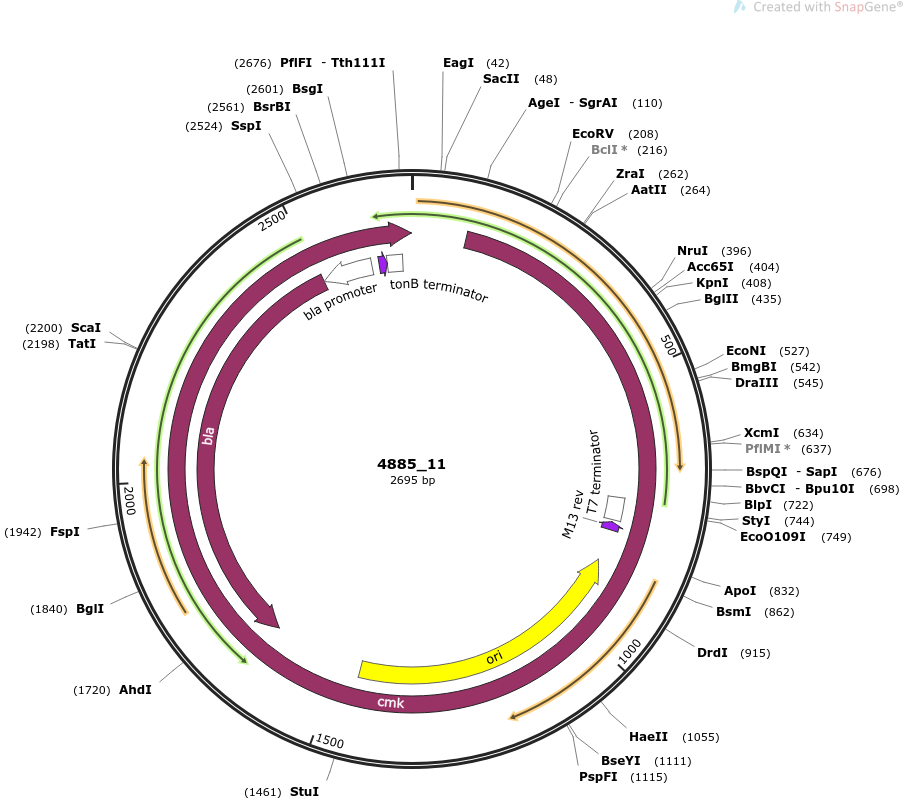 Created with SnapGene®
(2676) PflFI - Tth111I
(2601) BsgI
(2561) BsrBI
(2524) SspI
EagI (42)
SacII (48)
AgeI - SgrAI (110)
EcoRV (208)
BclI * (216)
ZraI (262)
AatII (264)
NruI (396)
Acc65I (404)
KpnI (408)
BglII (435)
EcoNI (527)
BmgBI (542)
DraIII (545)
XcmI (634)
PflMI * (637)
BspQI - SapI (676)
BbvCI - Bpu10I (698)
BlpI (722)
StyI (744)
EcoO109I (749)
ApoI (832)
BsmI (862)
DrdI (915)
HaeII (1055)
BseYI (1111)
PspFI (1115)
(1461) StuI
(1720) AhdI
(1840) BglI
(1942) FspI
(2198) TatI
(2200) ScaI
500
1000
1500
2000
2500
bla promoter
tonB terminator
bla
T7 terminator
M13 rev
ori
cmk
4885_11
2695 bp